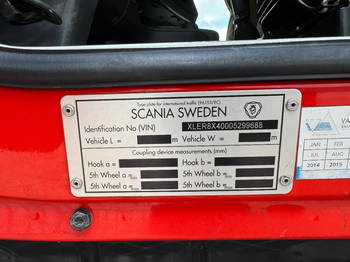 Type plate for international traffic (96/53/EC)
SCANIA SWEDEN
Identification No (VIN) XLER8X40005299688
Vehicle L = m Vehicle W = m
Coupling device measurements (mm)
Hook a = Hook b =
5th Wheel a = 5th Wheel b =
5th Wheel a = 5th Wheel b =
JAN FEB
JUL AUG
2014 2015